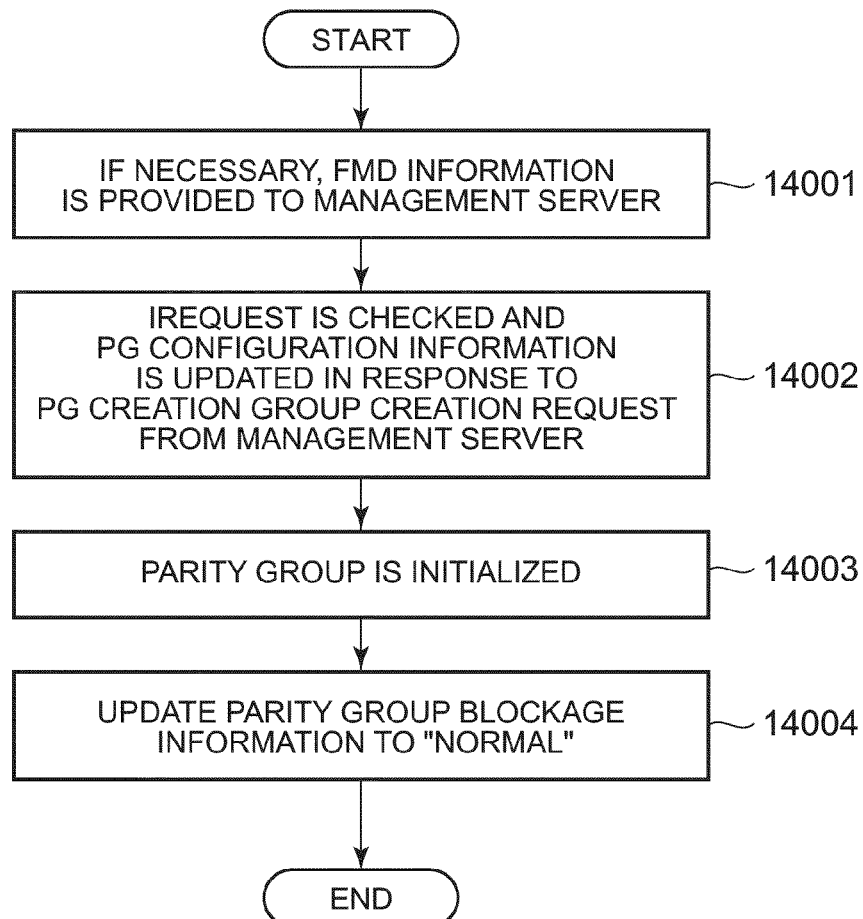 START
IF NECESSARY, FMD INFORMATION
IS PROVIDED TO MANAGEMENT SERVER
14001
IREQUEST IS CHECKED AND
PG CONFIGURATION INFORMATION
IS UPDATED IN RESPONSE TO
PG CREATION GROUP CREATION REQUEST
FROM MANAGEMENT SERVER
14002
PARITY GROUP IS INITIALIZED
14003
UPDATE PARITY GROUP BLOCKAGE
INFORMATION TO "NORMAL"
14004
END